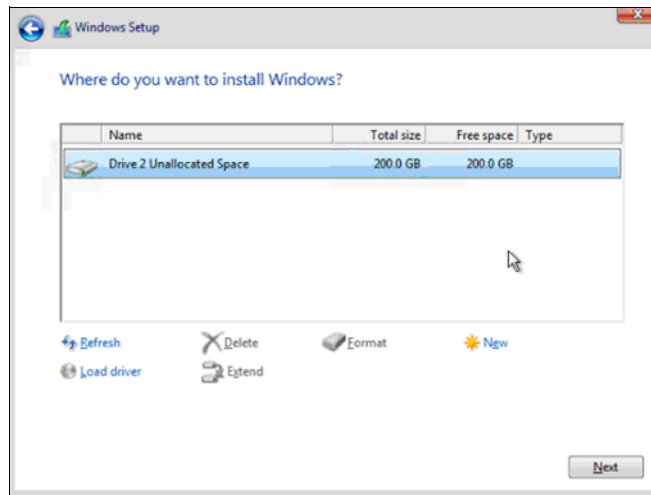 Windows Setup
Where do you want to install Windows?
Name Total size Free space Type
Drive 2 Unallocated Space 200.0 GB 200.0 GB
Refresh Delete Format New
Load driver Extend
Next